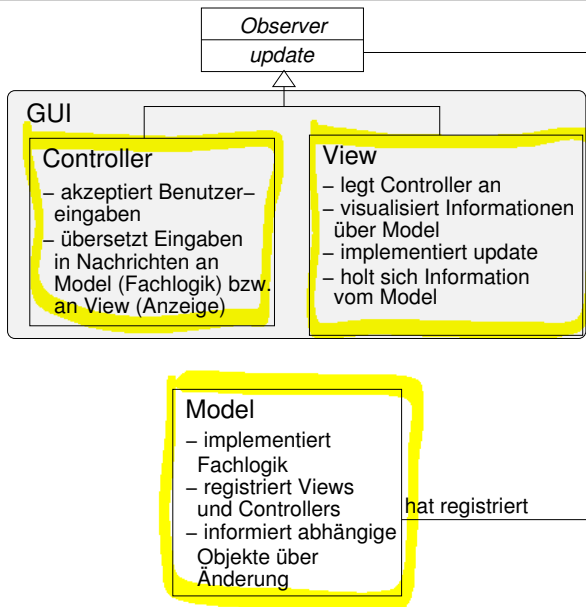 Observer
update
GUI
Controller
– akzeptiert Benutzer–
eingaben
– übersetzt Eingaben
in Nachrichten an
Model (Fachlogik) bzw.
an View (Anzeige)
View
– legt Controller an
– visualisiert Informationen
über Model
– implementiert update
– holt sich Information
vom Model
Model
– implementiert
Fachlogik
– registriert Views
und Controllers
– informiert abhängige
Objekte über
Änderung
hat registriert